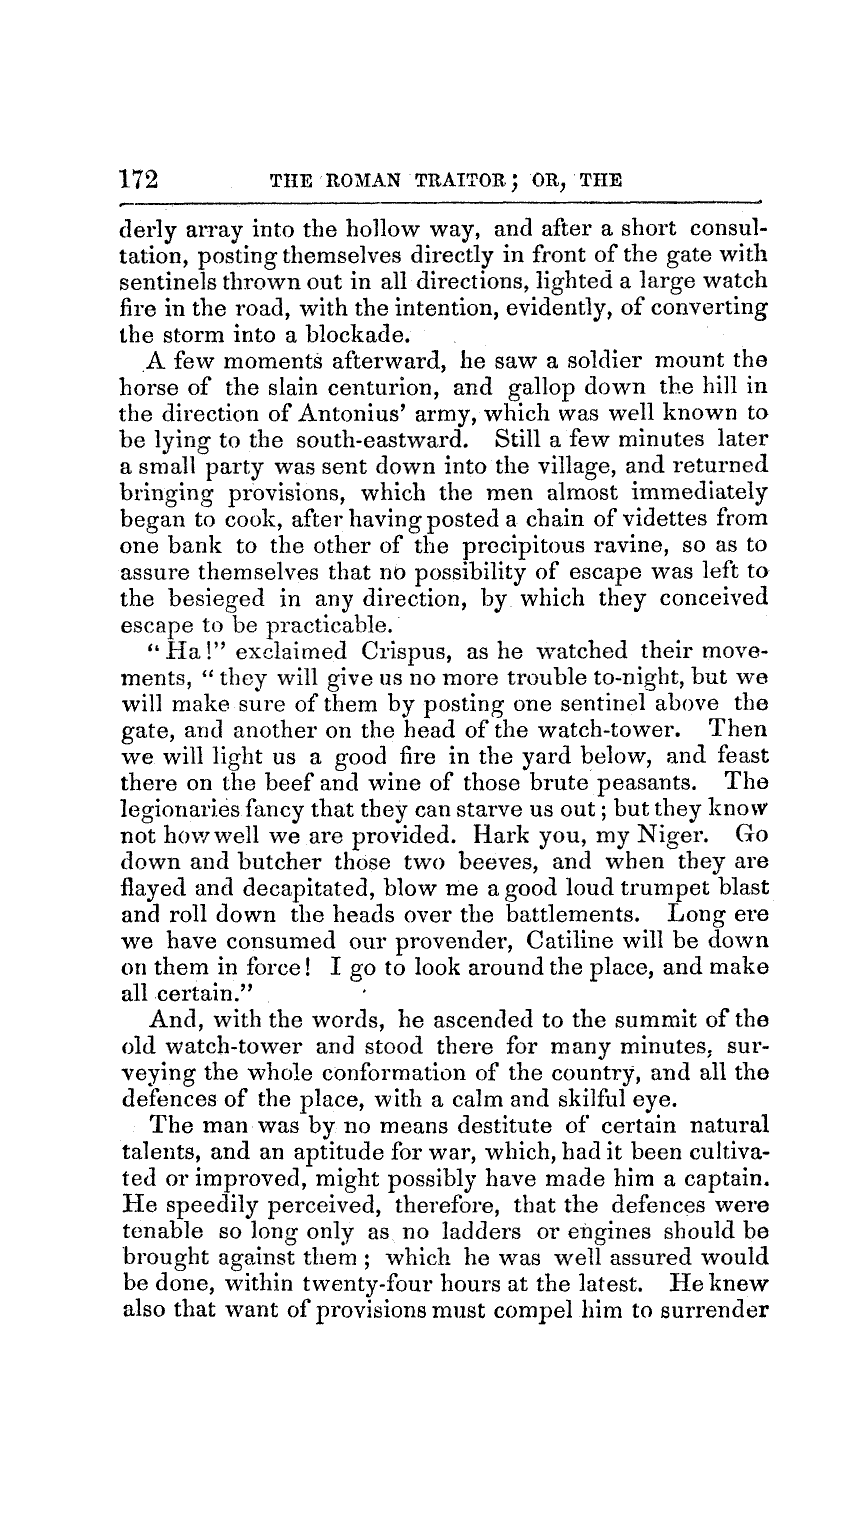 172 THE ROMAN TRAITOR; OR, THE
derly array into the hollow way, and after a short consul-
tation, posting themselves directly in front of the gate with
sentinels thrown out in all directions, lighted a large watch
fire in the road, with the intention, evidently, of converting
the storm into a blockade.
A few moments afterward, he saw a soldier mount the
horse of the slain centurion, and gallop down the hill in
the direction of Antonius' army, which was well known to
be lying to the south-eastward. Still a few minutes later
a small party was sent down into the village, and returned
bringing provisions, which the men almost immediately
began to cook, after having posted a chain of videttes from
one bank to the other of the precipitous ravine, so as to
assure themselves that no possibility of escape was left to
the besieged in any direction, by which they conceived
escape to be practicable.
"Ha!" exclaimed Crispus, as he watched their move-
ments, "they will give us no more trouble to-night, but we
will make sure of them by posting one sentinel above the
gate, and another on the head of the watch-tower. Then
we will light us a good fire in the yard below, and feast
there on the beef and wine of those brute peasants. The
legionaries fancy that they can starve us out; but they know
not how well we are provided. Hark you, my Niger. Go
down and butcher those two beeves, and when they are
flayed and decapitated, blow me a good loud trumpet blast
and roll down the heads over the battlements. Long ere
we have consumed our provender, Catiline will be down
on them in force! I go to look around the place, and make
all certain."
And, with the words, he ascended to the summit of the
old watch-tower and stood there for many minutes, sur-
veying the whole conformation of the country, and all the
defences of the place, with a calm and skilful eye.
The man was by no means destitute of certain natural
talents, and an aptitude for war, which, had it been cultiva-
ted or improved, might possibly have made him a captain.
He speedily perceived, therefore, that the defences were
tenable so long only as no ladders or engines should be
brought against them; which he was well assured would
be done, within twenty-four hours at the latest. He knew
also that want of provisions must compel him to surrender